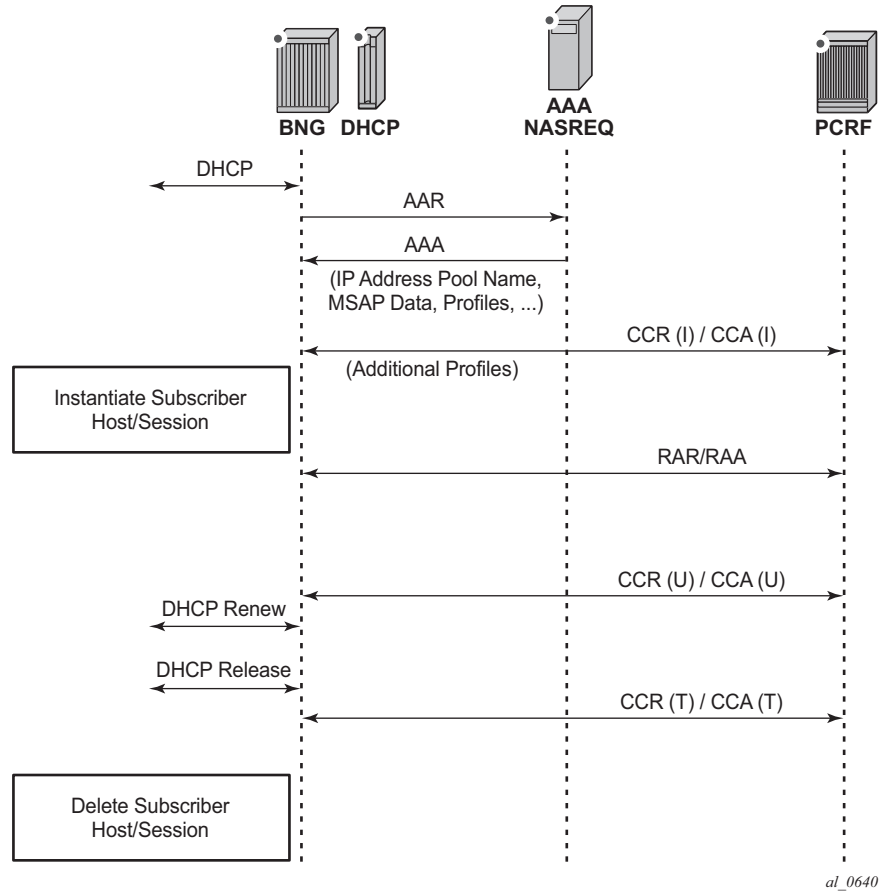 AAA
BNG DHCP NASREQ PCRF
DHCP
AAR
AAA
(IP Address Pool Name,
MSAP Data, Profiles, ...)
CCR (I) / CCA (I)
(Additional Profiles)
Instantiate Subscriber
Host/Session
RAR/RAA
CCR (U) / CCA (U)
DHCP Renew
DHCP Release
CCR (T) / CCA (T)
Delete Subscriber
Host/Session
al_0640